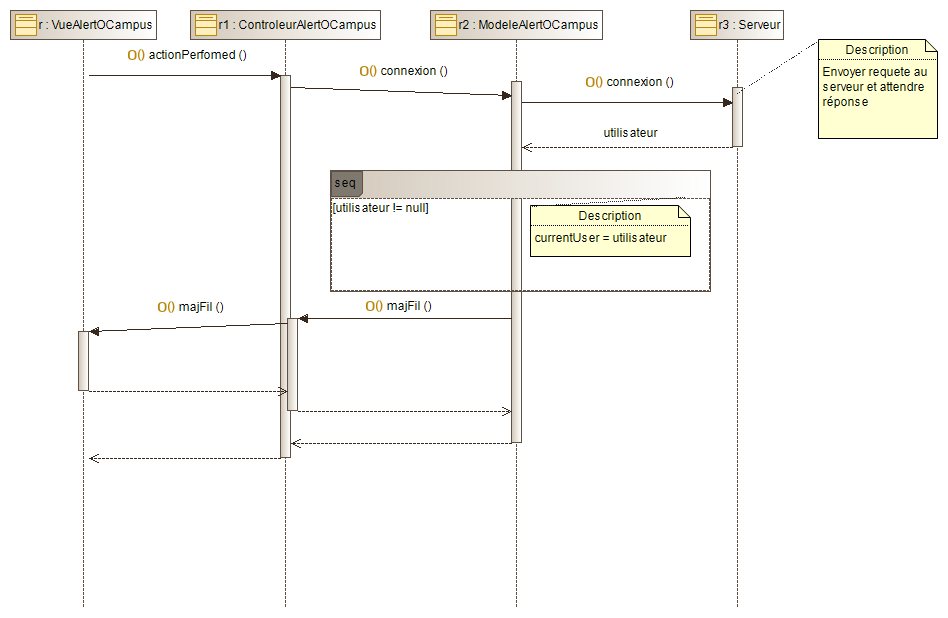 r : VueAlertOCampus
r1 : ControleurAlertOCampus
r2 : ModeleAlertOCampus
r3 : Serveur
O() actionPerfomed ()
O() connexion ()
O() connexion ()
Description
Envoyer requete au
serveur et attendre
réponse
utilisateur
seq
[utilisateur != null]
Description
currentUser = utilisateur
O() majFil ()
O() majFil ()